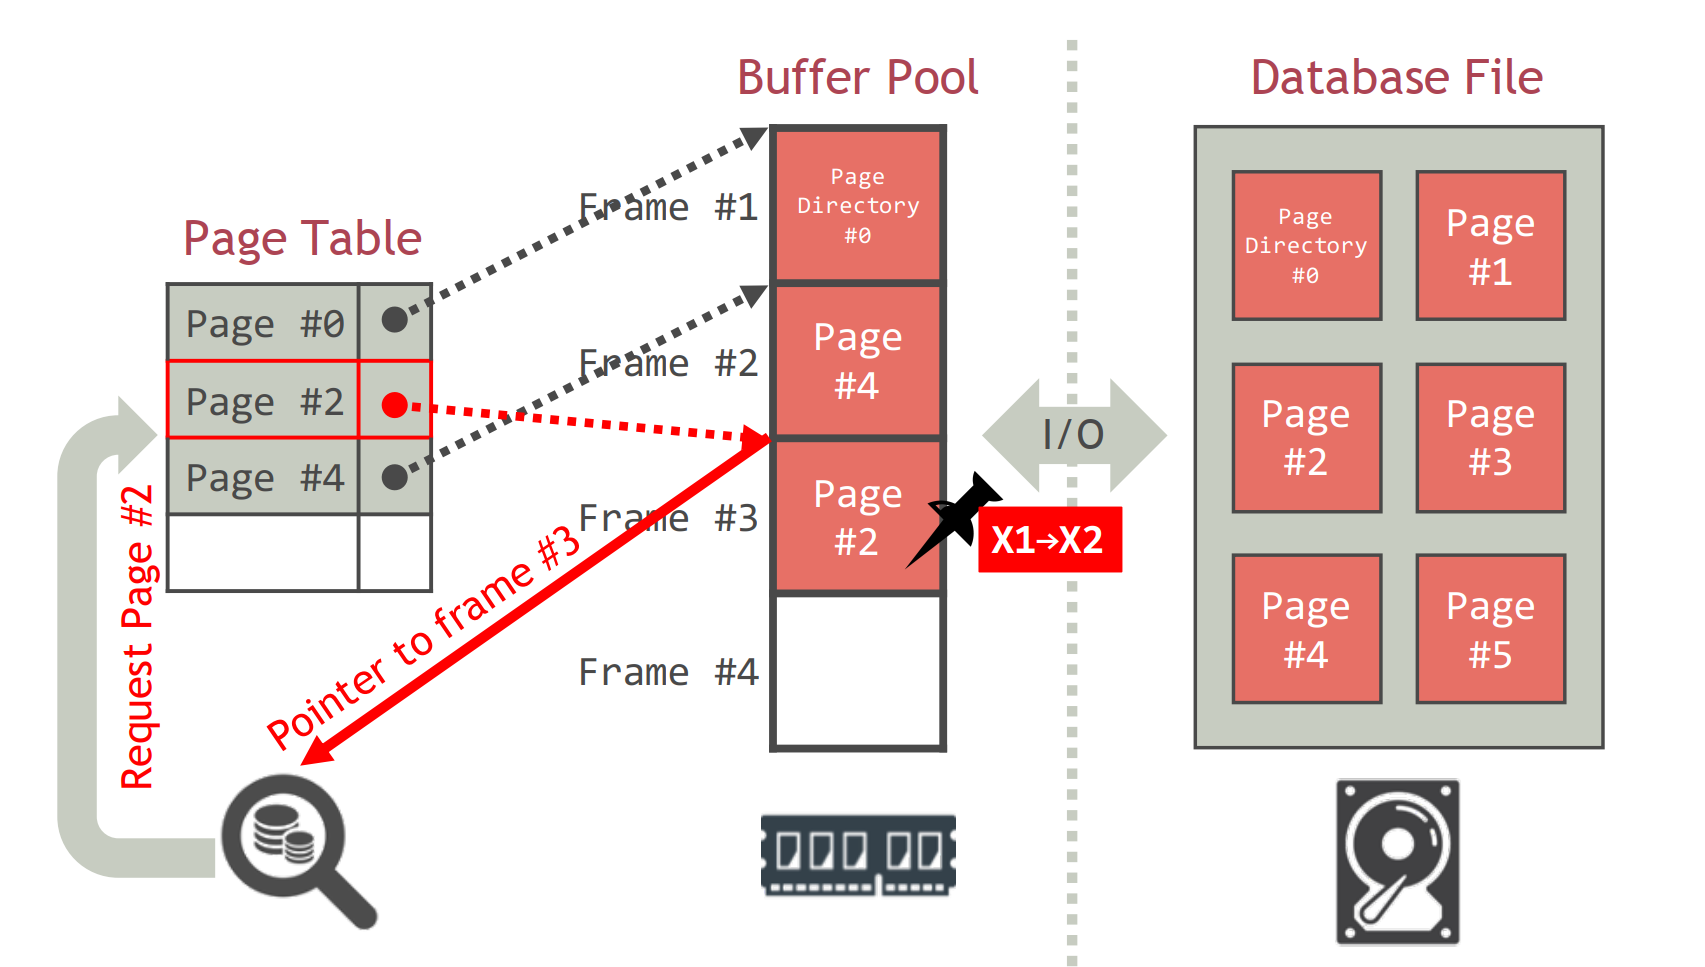 Buffer Pool
Database File
Page Table
Page #0
Page #2
Page #4
Request Page #2
Pointer to frame #3
Frame #1
Frame #2
Frame #3
Frame #4
Page
Directory
#0
Page
#4
Page
#2
X1→X2
I/O
Page
Directory
#0
Page
#1
Page
#2
Page
#3
Page
#4
Page
#5